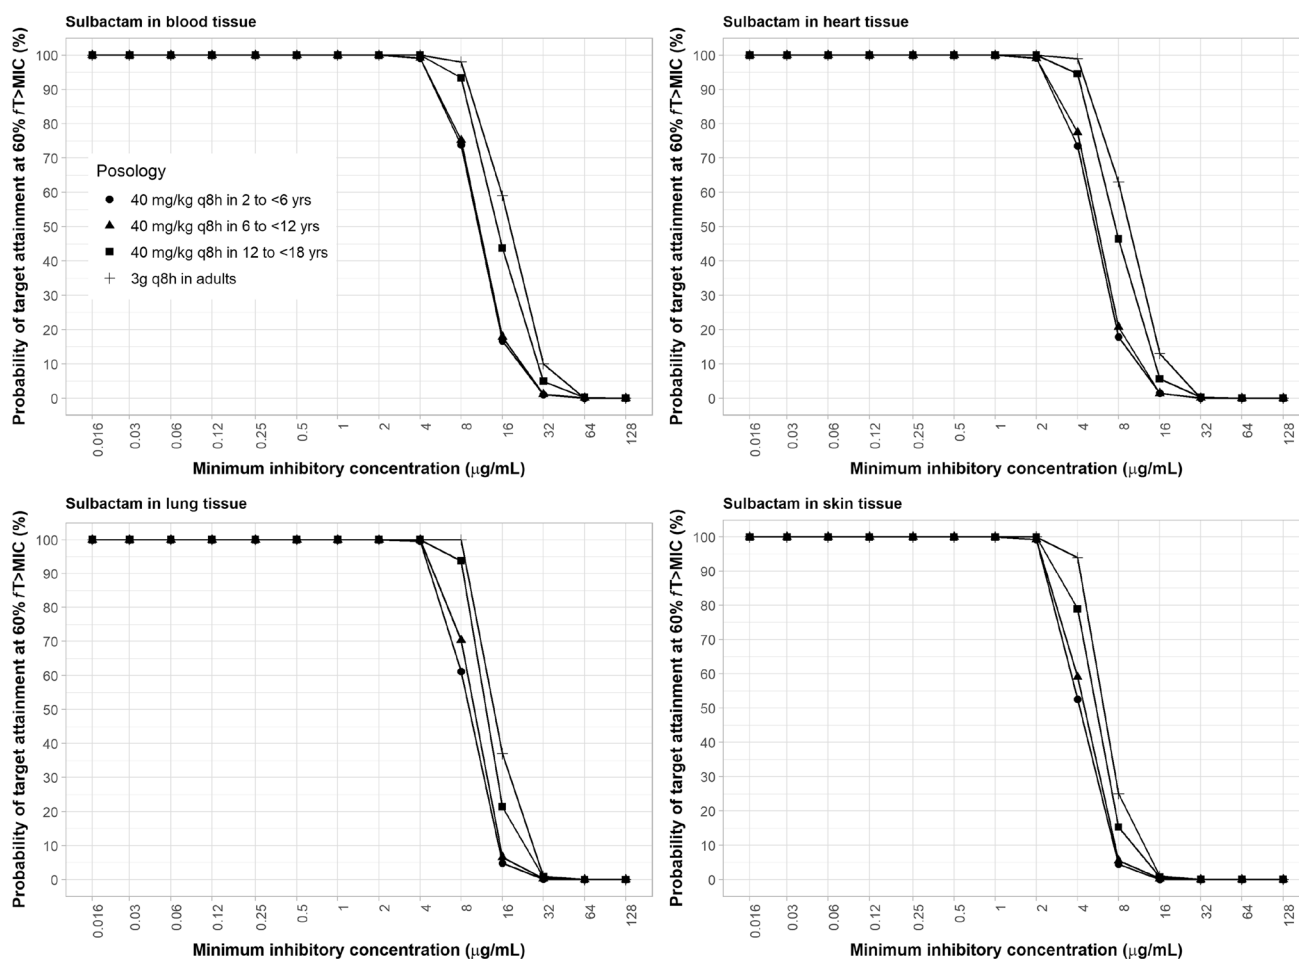 Sulbactam in blood tissue
Probability of target attainment at 60% fT>MIC (%)
100
90
80
70
60
50
40
30
20
10
0
Posology
40 mg/kg q8h in 2 to <6 yrs
40 mg/kg q8h in 6 to <12 yrs
40 mg/kg q8h in 12 to <18 yrs
3g q8h in adults
0.016 0.03 0.06 0.12 0.25 0.5 1 2 4 8 16 32 64 128
Minimum inhibitory concentration (μg/mL)
Sulbactam in heart tissue
Probability of target attainment at 60% fT>MIC (%)
100
90
80
70
60
50
40
30
20
10
0
0.016 0.03 0.06 0.12 0.25 0.5 1 2 4 8 16 32 64 128
Minimum inhibitory concentration (μg/mL)
Sulbactam in lung tissue
Probability of target attainment at 60% fT>MIC (%)
100
90
80
70
60
50
40
30
20
10
0
0.016 0.03 0.06 0.12 0.25 0.5 1 2 4 8 16 32 64 128
Minimum inhibitory concentration (μg/mL)
Sulbactam in skin tissue
Probability of target attainment at 60% fT>MIC (%)
100
90
80
70
60
50
40
30
20
10
0
0.016 0.03 0.06 0.12 0.25 0.5 1 2 4 8 16 32 64 128
Minimum inhibitory concentration (μg/mL)